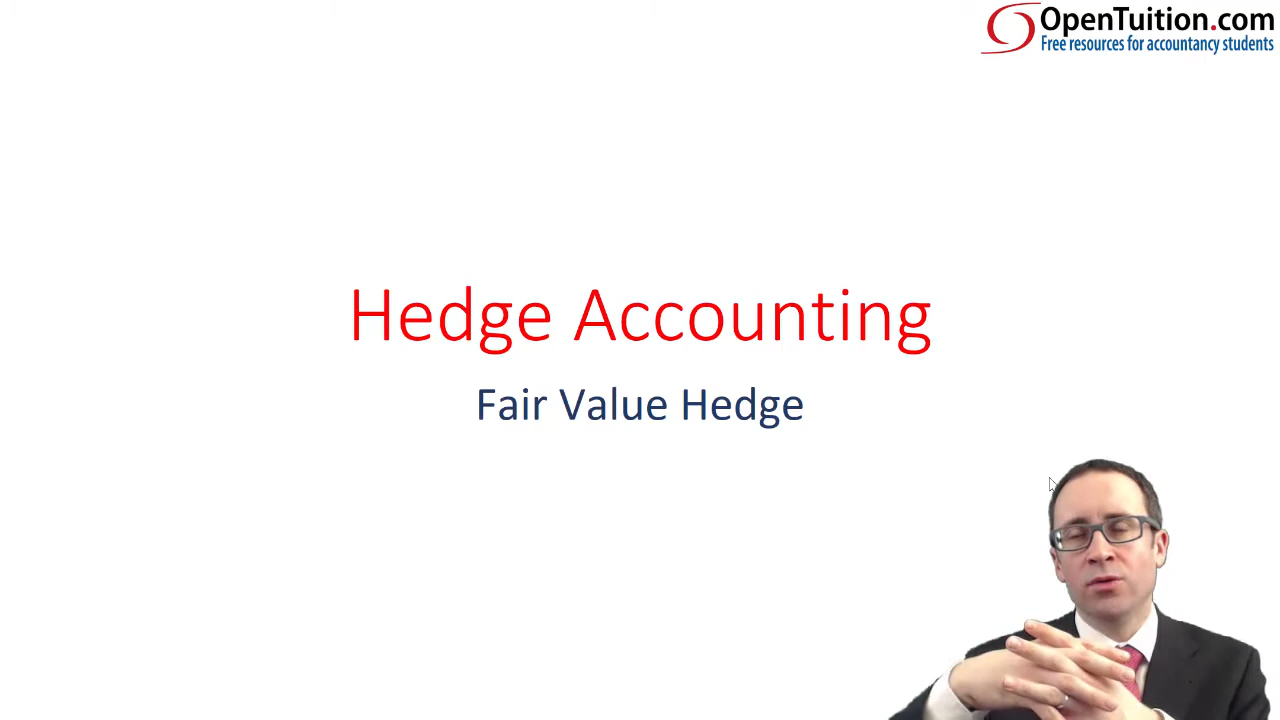 OpenTuition.com
Free resources for accountancy students
Hedge Accounting
Fair Value Hedge